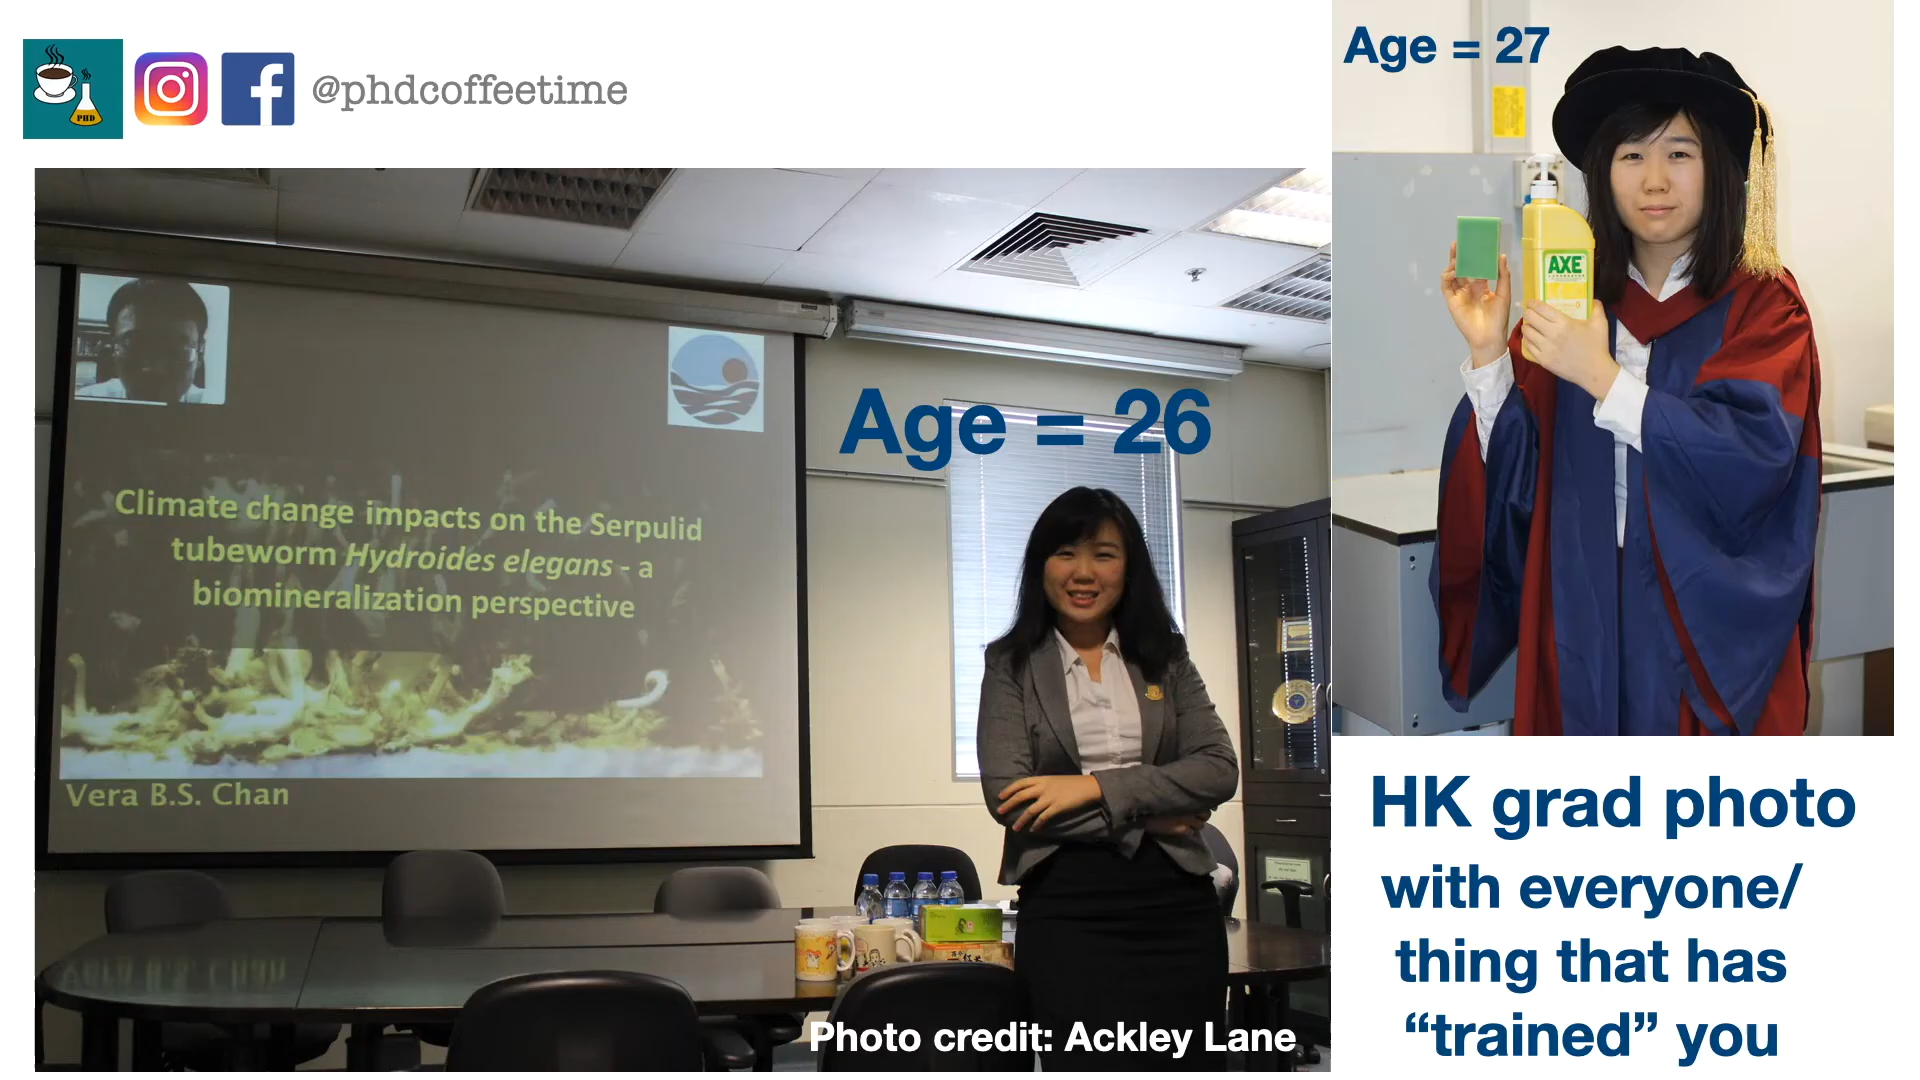 PHD
@phdcoffeetime
Age = 27
AXE
Age = 26
Climate change impacts on the Serpulid
tubeworm Hydroides elegans - a
biomineralization perspective
Vera B.S. Chan
Photo credit: Ackley Lane
HK grad photo
with everyone/
thing that has
“trained” you